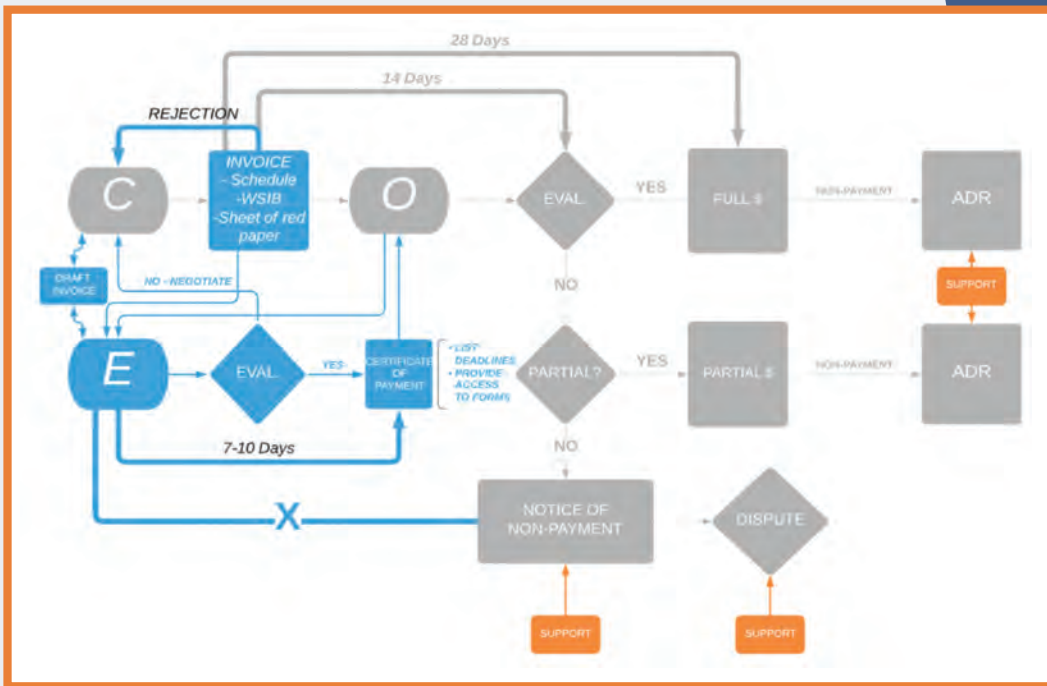 28 Days
14 Days
REJECTION
C
INVOICE
- Schedule
-WSIB
-Sheet of red
paper
O
EVAL.
YES
FULL $
NON-PAYMENT
ADR
DRAFT
INVOICE
NO - NEGOTIATE
NO
SUPPORT
E
EVAL.
YES-
CERTIFICATE
OF
PAYMENT
• LIST
DEADLINES
• PROVIDE
ACCESS
TO FORMS
PARTIAL?
YES
PARTIAL $
NON-PAYMENT
ADR
7-10 Days
NO
X
NOTICE OF
NON-PAYMENT
DISPUTE
SUPPORT
SUPPORT